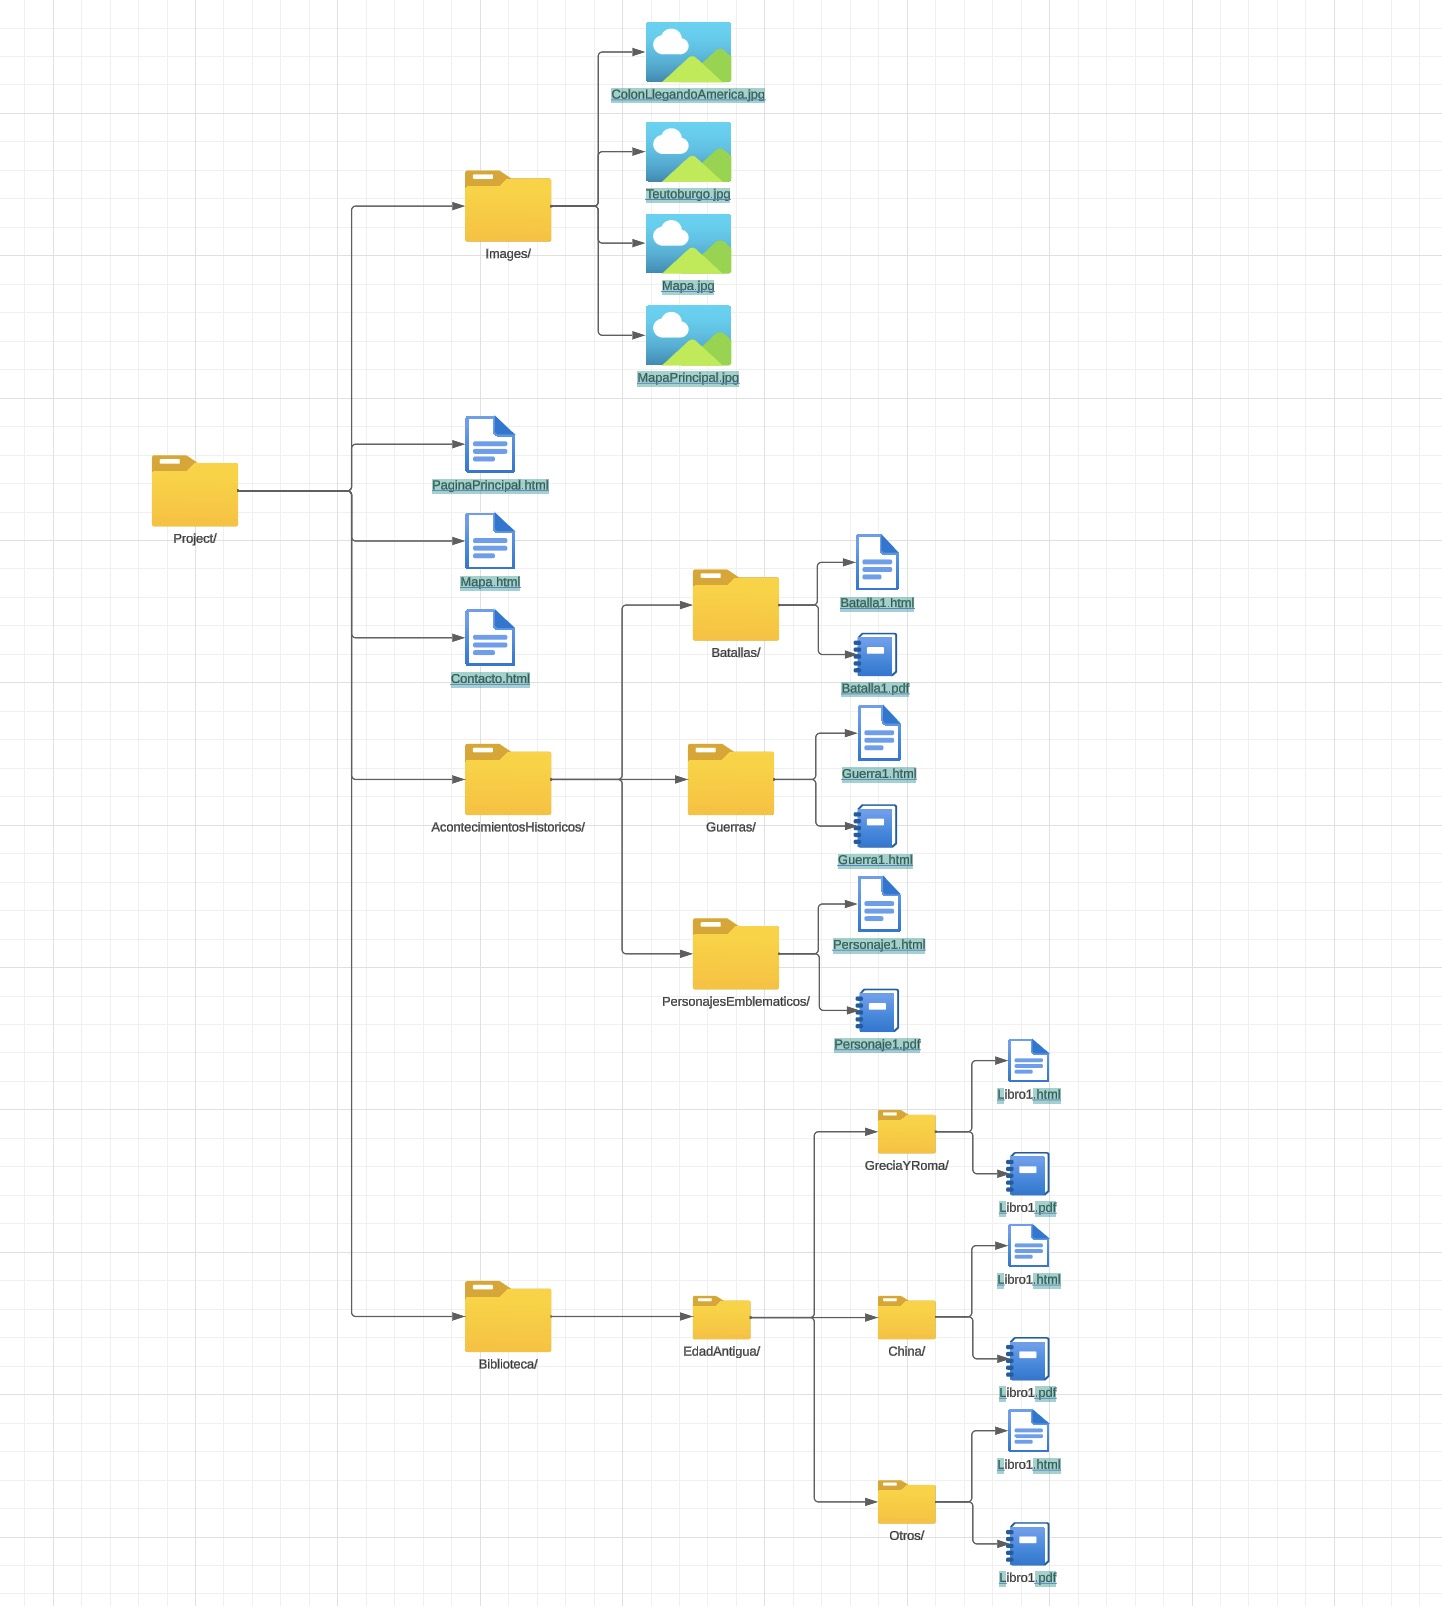 ColonLlegandoAmerica.jpg
Teutoburgo.jpg
Images/
Mapa.jpg
MapaPrincipal.jpg
PaginaPrincipal.html
Project/
Mapa.html
Batalla1.html
Batallas/
Contacto.html
Batalla1.pdf
Guerra1.html
AcontecimientosHistoricos/
Guerras/
Guerra1.html
Personaje1.html
PersonajesEmblematicos/
Personaje1.pdf
Libro1.html
GreciaYRoma/
Libro1.pdf
Libro1.html
Biblioteca/
EdadAntigua/
China/
Libro1.pdf
Libro1.html
Otros/
Libro1.pdf